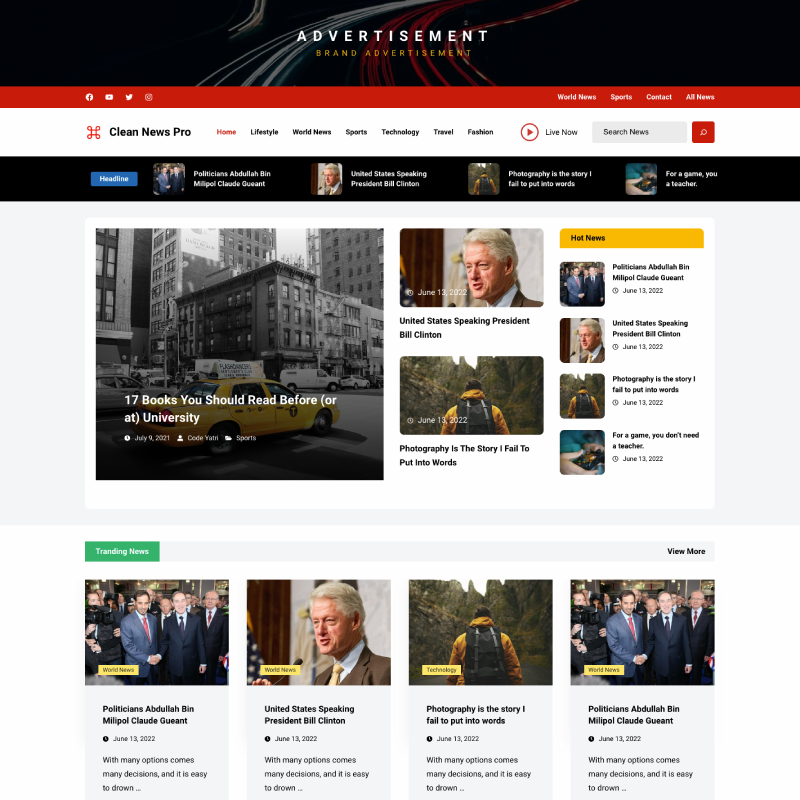 ADVERTISEMENT
BRAND ADVERTISEMENT
World News Sports Contact All News
Clean News Pro
Home Lifestyle World News Sports Technology Travel Fashion
Live Now
Search News
Headline
Politicians Abdullah Bin
Milipol Claude Gueant
United States Speaking
President Bill Clinton
Photography is the story I
fail to put into words
For a game, you
a teacher.
17 Books You Should Read Before (or
at) University
July 9, 2021 Code Yatri Sports
June 13, 2022
United States Speaking President
Bill Clinton
June 13, 2022
Photography Is The Story I Fail To
Put Into Words
Hot News
Politicians Abdullah Bin
Milipol Claude Gueant
June 13, 2022
United States Speaking
President Bill Clinton
June 13, 2022
Photography is the story I
fail to put into words
June 13, 2022
For a game, you don't need
a teacher.
June 13, 2022
Tranding News
View More
World News
Politicians Abdullah Bin
Milipol Claude Gueant
June 13, 2022
With many options comes
many decisions, and it is easy
to drown ...
World News
United States Speaking
President Bill Clinton
June 13, 2022
With many options comes
many decisions, and it is easy
to drown ...
Technology
Photography is the story I
fail to put into words
June 13, 2022
With many options comes
many decisions, and it is easy
to drown ...
World News
Politicians Abdullah Bin
Milipol Claude Gueant
June 13, 2022
With many options comes
many decisions, and it is easy
to drown ...